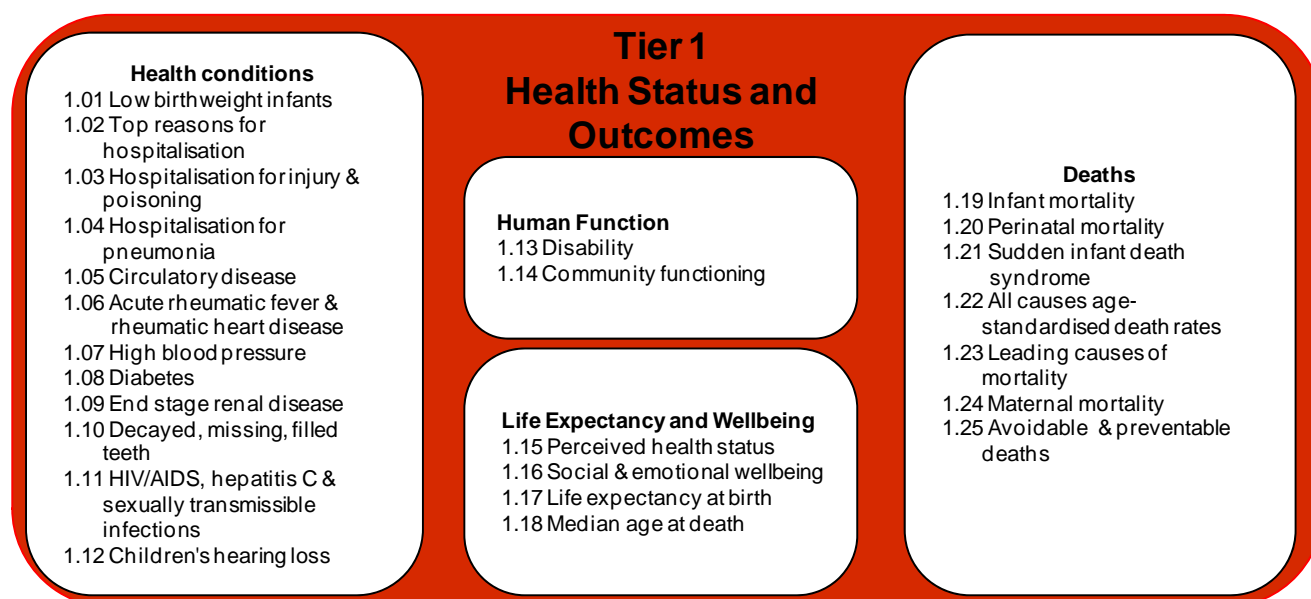 Tier 1
Health Status and
Outcomes
Health conditions
1.01 Low birthweight infants
1.02 Top reasons for
hospitalisation
1.03 Hospitalisation for injury &
poisoning
1.04 Hospitalisation for
pneumonia
1.05 Circulatory disease
1.06 Acute rheumatic fever &
rheumatic heart disease
1.07 High blood pressure
1.08 Diabetes
1.09 End stage renal disease
1.10 Decayed, missing, filled
teeth
1.11 HIV/AIDS, hepatitis C &
sexually transmissible
infections
1.12 Children's hearing loss
Human Function
1.13 Disability
1.14 Community functioning
Life Expectancy and Wellbeing
1.15 Perceived health status
1.16 Social & emotional wellbeing
1.17 Life expectancy at birth
1.18 Median age at death
Deaths
1.19 Infant mortality
1.20 Perinatal mortality
1.21 Sudden infant death
syndrome
1.22 All causes age-
standardised death rates
1.23 Leading causes of
mortality
1.24 Maternal mortality
1.25 Avoidable & preventable
deaths